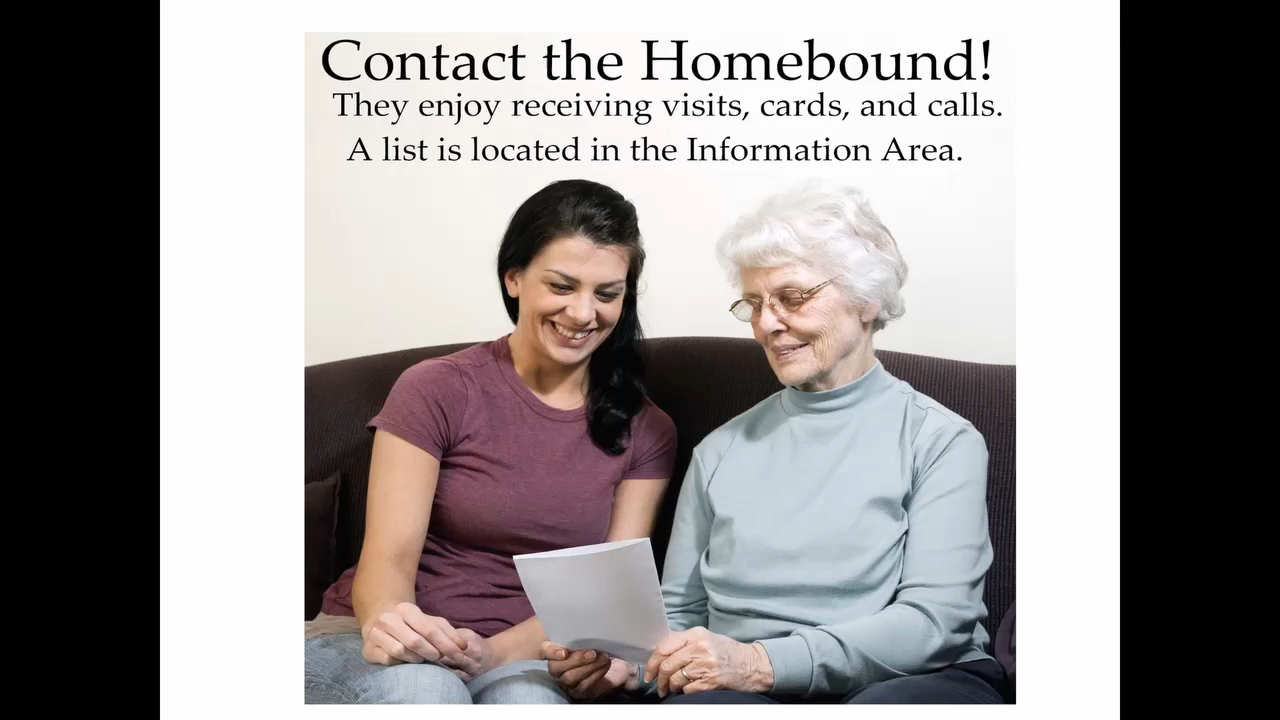 Contact the Homebound!
They enjoy receiving visits, cards, and calls.
A list is located in the Information Area.